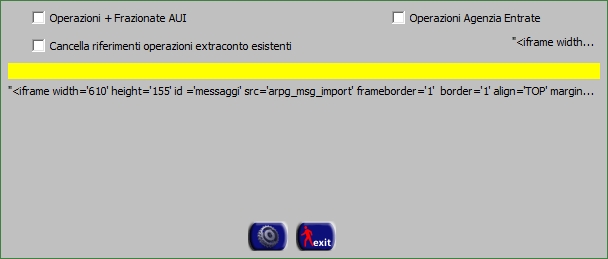 Operazioni + Frazionate AUI
Operazioni Agenzia Entrate
Cancella riferimenti operazioni extraconto esistenti
"<iframe width...
"<iframe width='610' height='155' id ='messaggi' src='arpg_msg_import' frameborder='1'  border='1' align='TOP' margin...
exit